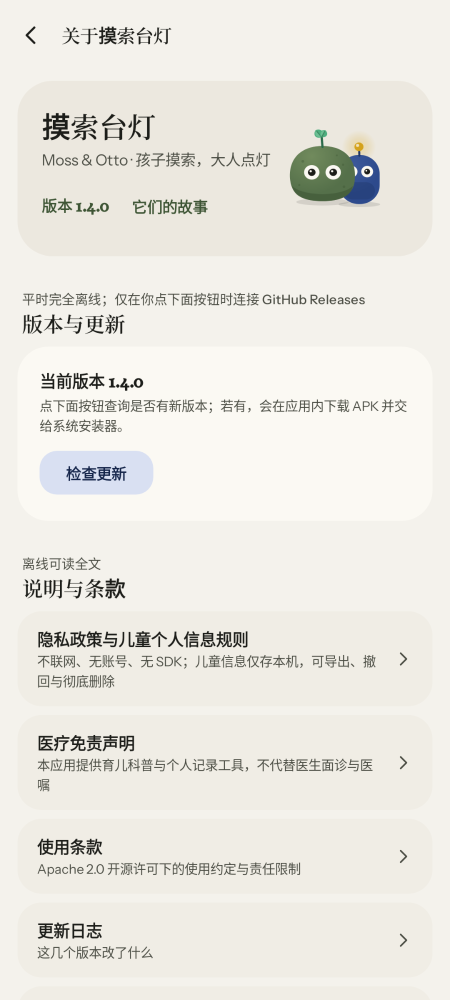 关于摸索台灯
摸索台灯
Moss & Otto · 孩子摸索，大人点灯
版本 1.4.0 它们的故事
平时完全离线；仅在你点下面按钮时连接 GitHub Releases
版本与更新
当前版本 1.4.0
点下面按钮查询是否有新版本；若有，会在应用内下载 APK 并交
给系统安装器。
检查更新
离线可读全文
说明与条款
隐私政策与儿童个人信息规则
不联网、无账号、无 SDK；儿童信息仅存本机，可导出、撤
回与彻底删除
医疗免责声明
本应用提供育儿科普与个人记录工具，不代替医生面诊与医
嘱
使用条款
Apache 2.0 开源许可下的使用约定与责任限制
更新日志
这几个版本改了什么